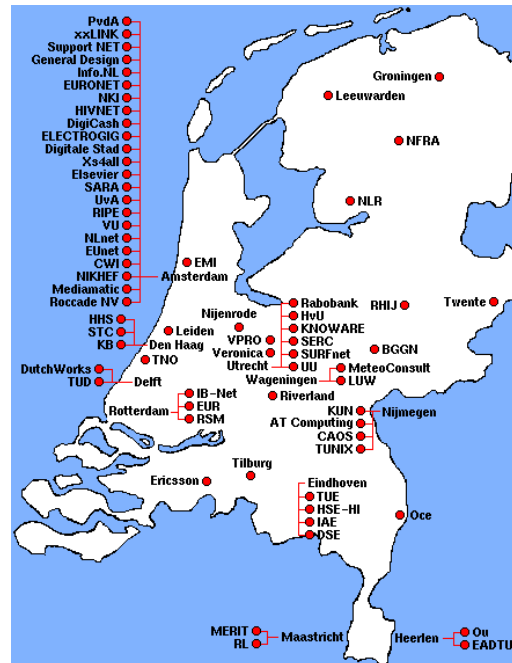 PvdA
xxLINK
Support NET
General Design
Info.NL
EURONET
NKI
HIVNET
DigiCash
ELECTROGIG
Digitale Stad
Xs4all
Elsevier
SARA
UvA
RIPE
VU
NLnet
EUnet
CWI
NIKHEF
Amsterdam
Mediamatic
Roccade NV
Groningen
Leeuwarden
NFRA
NLR
EMI
HHS
STC
KB
Den Haag
Leiden
TNO
Nijenrode
VPRO
Veronica
Utrecht
Rabobank
HvU
KNOWARE
SERC
SURFnet
UU
RHIJ
Twente
BGGN
DutchWorks
TUD
Delft
Wageningen
MeteoConsult
LUW
Rotterdam
IB-Net
EUR
RSM
Riverland
KUN
Nijmegen
AT Computing
CAOS
TUNIX
Tilburg
Ericsson
Eindhoven
TUE
HSE-HI
IAE
DSE
Oce
MERIT
RL
Maastricht
Heerlen
Ou
EADTU